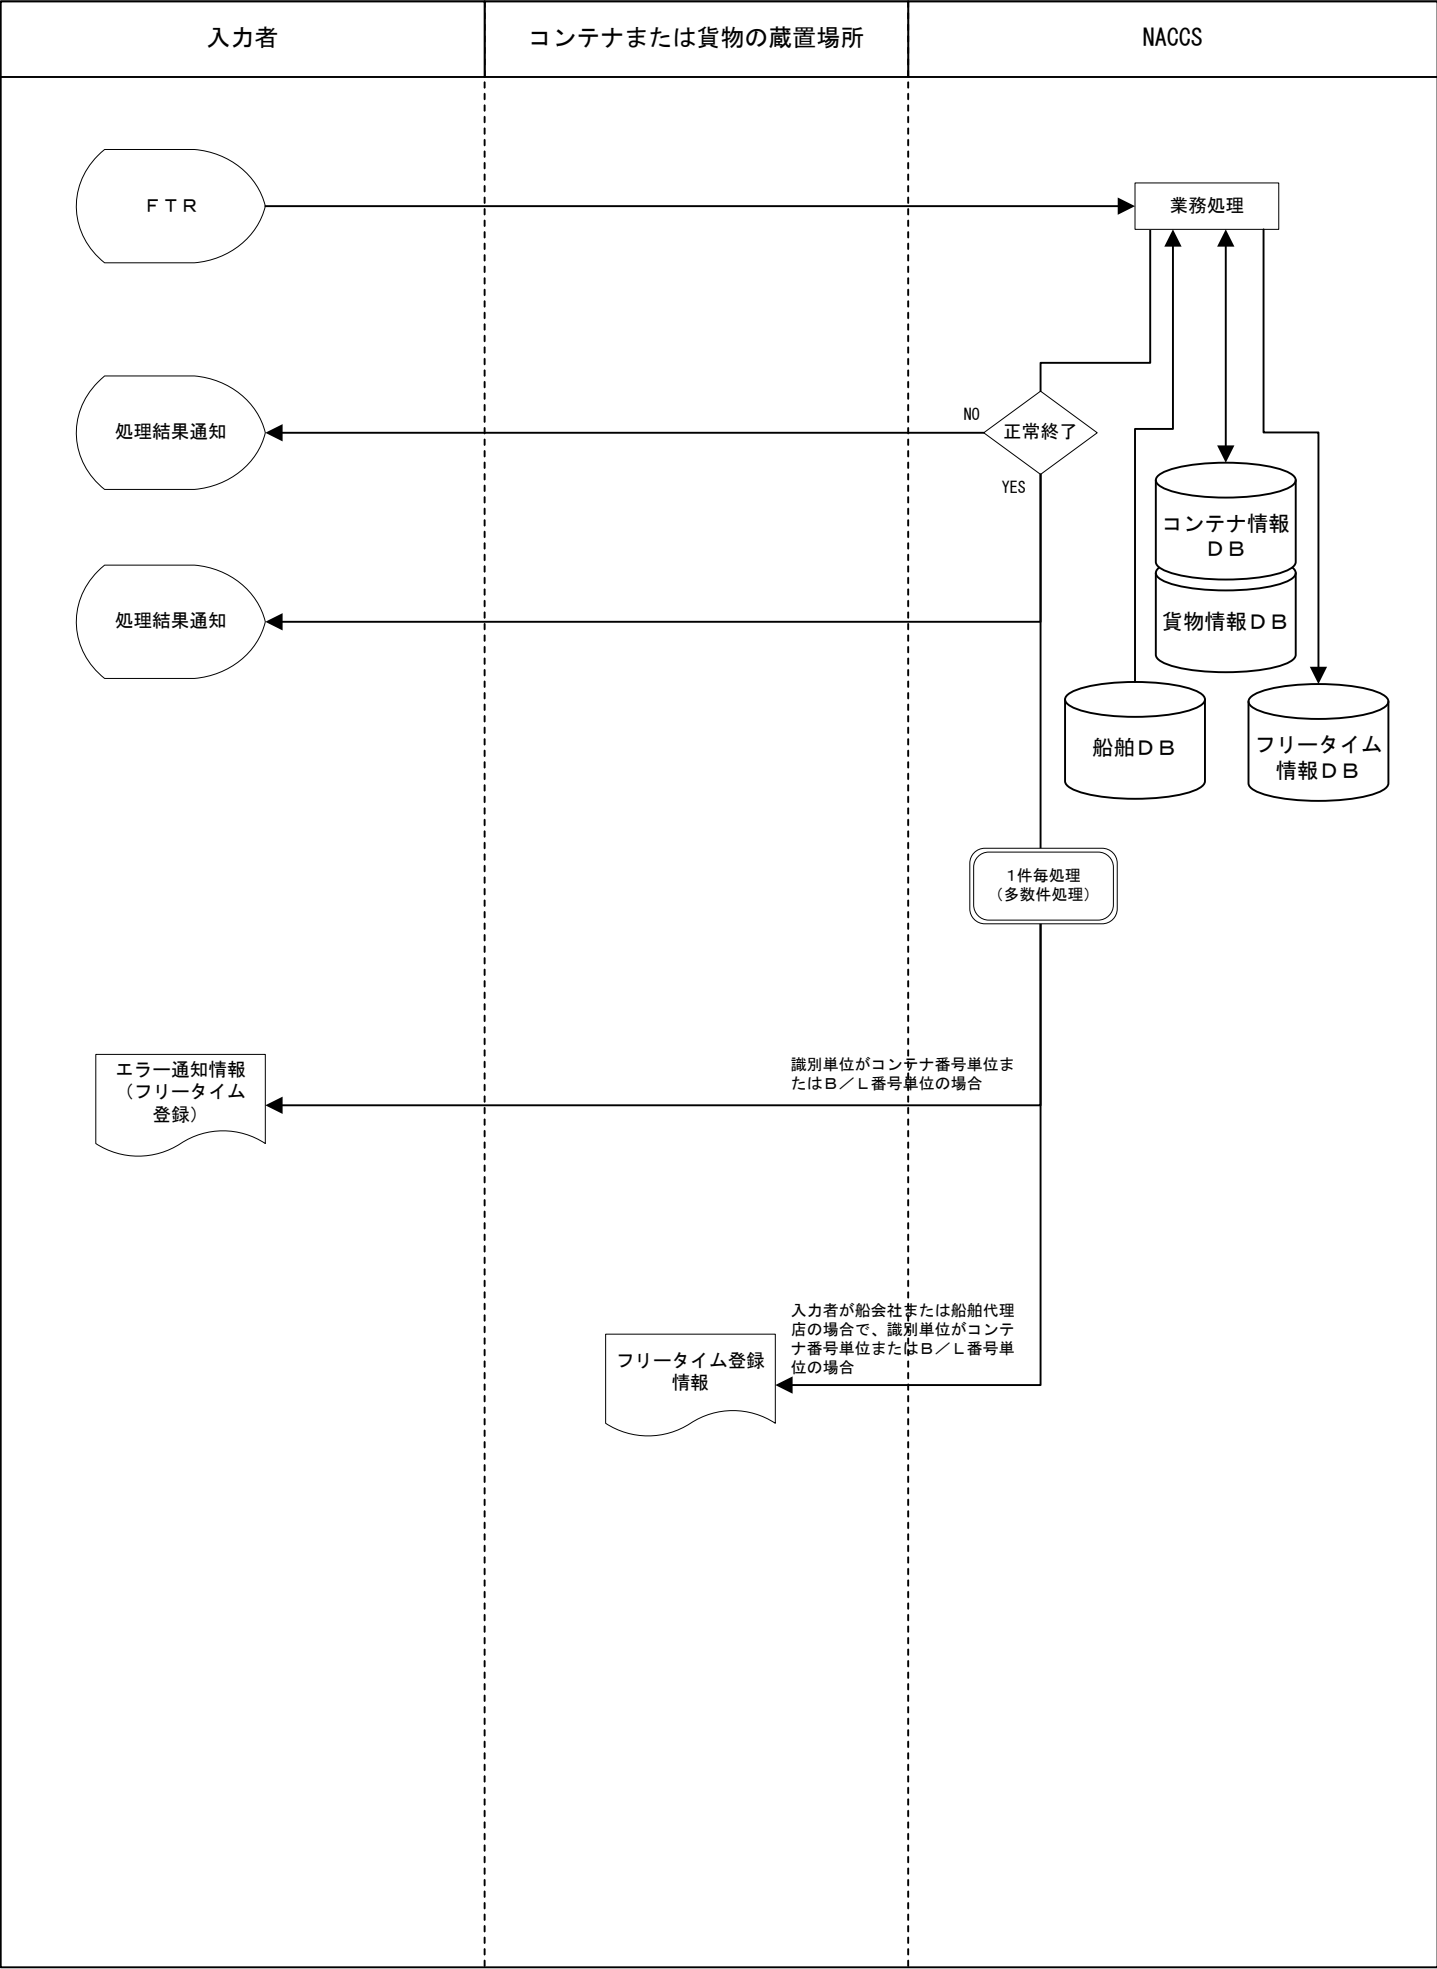 入力者
コンテナまたは貨物の蔵置場所
NACCS
ＦＴＲ
業務処理
処理結果通知
NO
正常終了
YES
コンテナ情報
ＤＢ
処理結果通知
貨物情報ＤＢ
船舶ＤＢ
フリータイム
情報ＤＢ
1件毎処理
（多数件処理）
エラー通知情報
（フリータイム
登録）
識別単位がコンテナ番号単位ま
たはＢ／Ｌ番号単位の場合
フリータイム登録
情報
入力者が船会社または船舶代理
店の場合で、識別単位がコンテ
ナ番号単位またはＢ／Ｌ番号単
位の場合